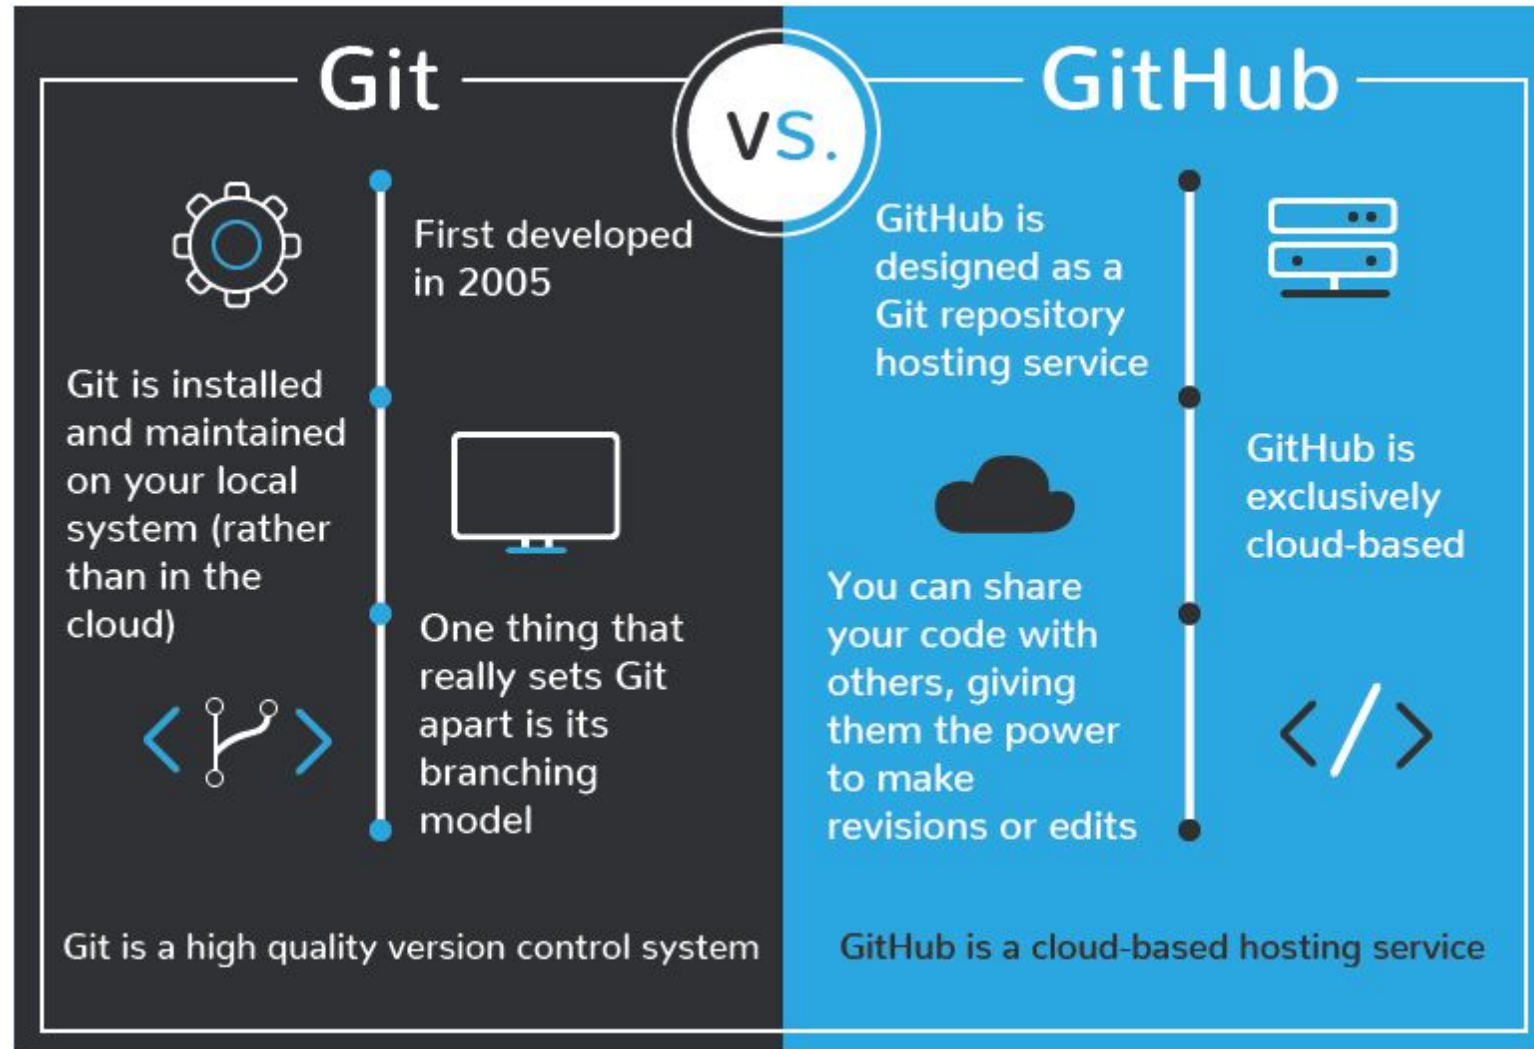 Git
First developed
in 2005
Git is installed
and maintained
on your local
system (rather
than in the
cloud)
One thing that
really sets Git
apart is its
branching
model
Git is a high quality version control system
vs.
GitHub
GitHub is
designed as a
Git repository
hosting service
GitHub is
exclusively
cloud-based
You can share
your code with
others, giving
them the power
to make
revisions or edits
GitHub is a cloud-based hosting service